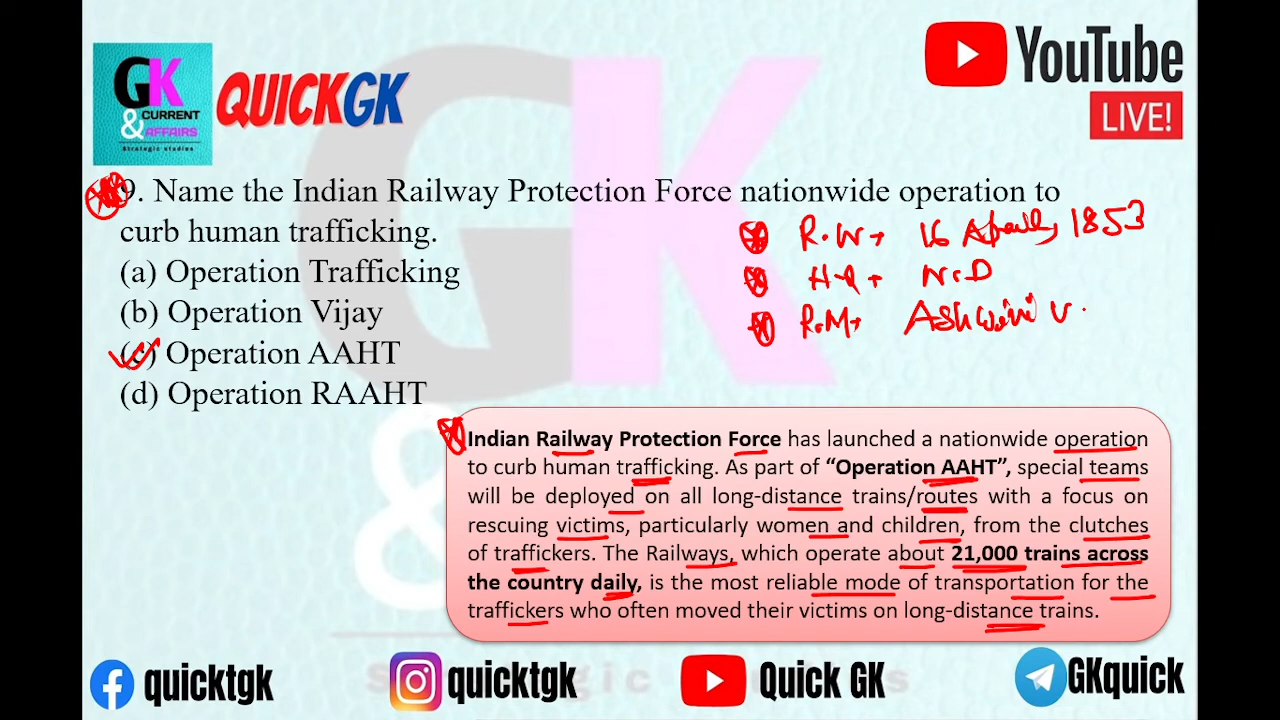 GK
CURRENT
& AFFAIRS
Strategic studies
QUICKGK
YouTube
LIVE!
9. Name the Indian Railway Protection Force nationwide operation to
curb human trafficking.
(a) Operation Trafficking
(b) Operation Vijay
(c) Operation AAHT
(d) Operation RAAHT
R.W 16 1853
H.Q N.D
R.M Ashwini V.
Indian Railway Protection Force has launched a nationwide operation
to curb human trafficking. As part of “Operation AAHT”, special teams
will be deployed on all long-distance trains/routes with a focus on
rescuing victims, particularly women and children, from the clutches
of traffickers. The Railways, which operate about 21,000 trains across
the country daily, is the most reliable mode of transportation for the
traffickers who often moved their victims on long-distance trains.
quicktgk
quicktgk
Quick GK
GKquick